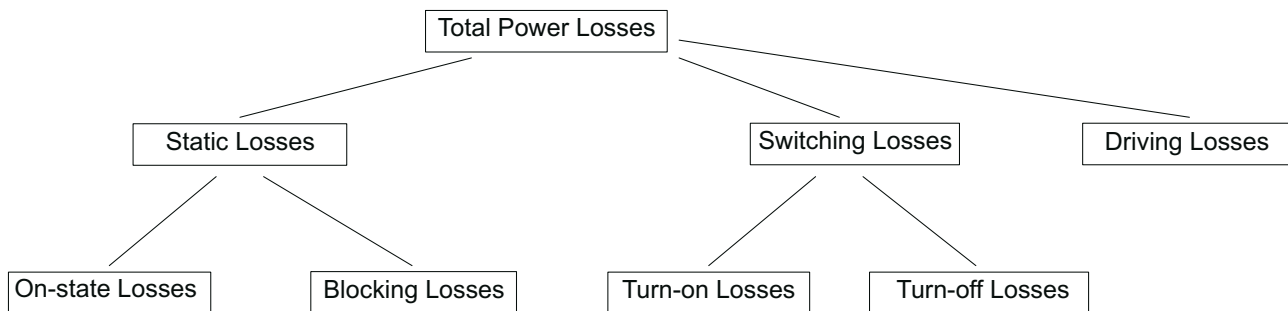 Total Power Losses
Static Losses
Switching Losses
Driving Losses
On-state Losses
Blocking Losses
Turn-on Losses
Turn-off Losses